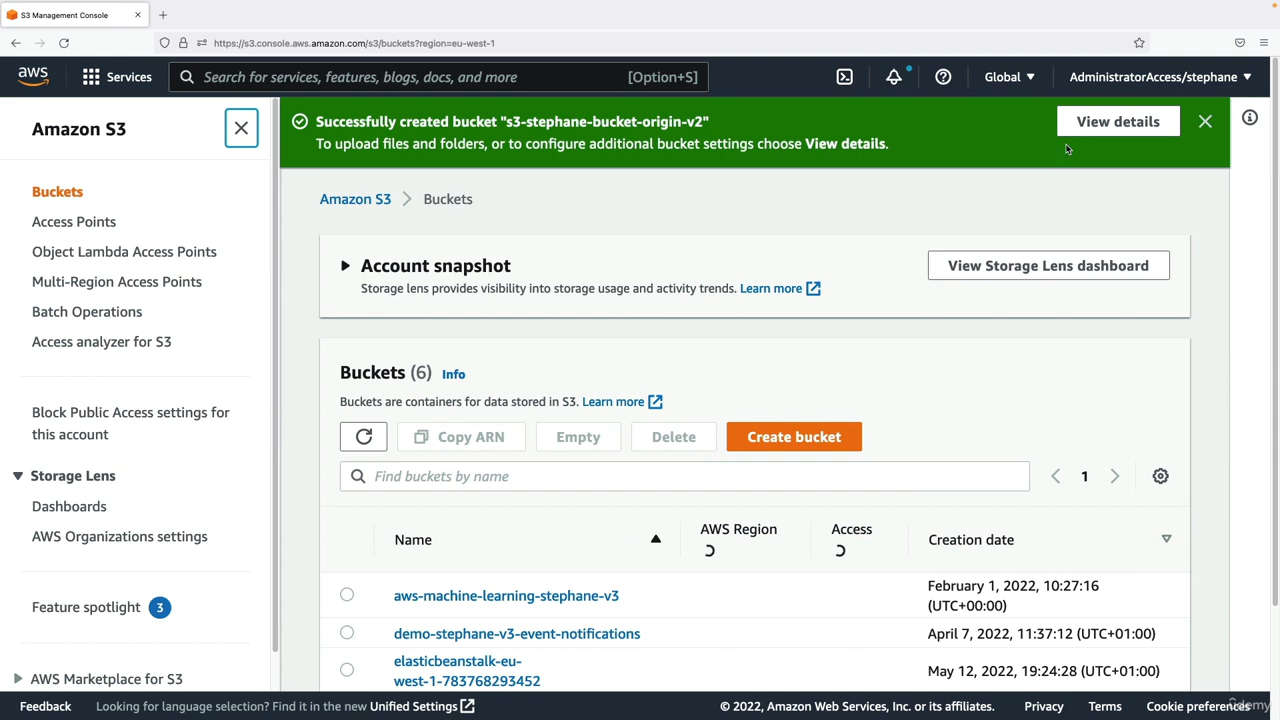 S3 Management Console
https://s3.console.aws.amazon.com/s3/buckets?region=eu-west-1
aws
Services
Search for services, features, blogs, docs, and more
[Option+S]
Global
AdministratorAccess/stephane
Amazon S3
Buckets
Access Points
Object Lambda Access Points
Multi-Region Access Points
Batch Operations
Access analyzer for S3
Block Public Access settings for
this account
Storage Lens
Dashboards
AWS Organizations settings
Feature spotlight 3
AWS Marketplace for S3
Successfully created bucket "s3-stephane-bucket-origin-v2"
To upload files and folders, or to configure additional bucket settings choose View details.
View details
Amazon S3 Buckets
Account snapshot
Storage lens provides visibility into storage usage and activity trends. Learn more
View Storage Lens dashboard
Buckets (6) Info
Buckets are containers for data stored in S3. Learn more
Copy ARN
Empty
Delete
Create bucket
Find buckets by name
1
Name
AWS Region
Access
Creation date
aws-machine-learning-stephane-v3
February 1, 2022, 10:27:16
(UTC+00:00)
demo-stephane-v3-event-notifications
April 7, 2022, 11:37:12 (UTC+01:00)
elasticbeanstalk-eu-
west-1-783768293452
May 12, 2022, 19:24:28 (UTC+01:00)
Feedback
Looking for language selection? Find it in the new Unified Settings
© 2022, Amazon Web Services, Inc. or its affiliates.
Privacy
Terms
Cookie preferences
Udemy